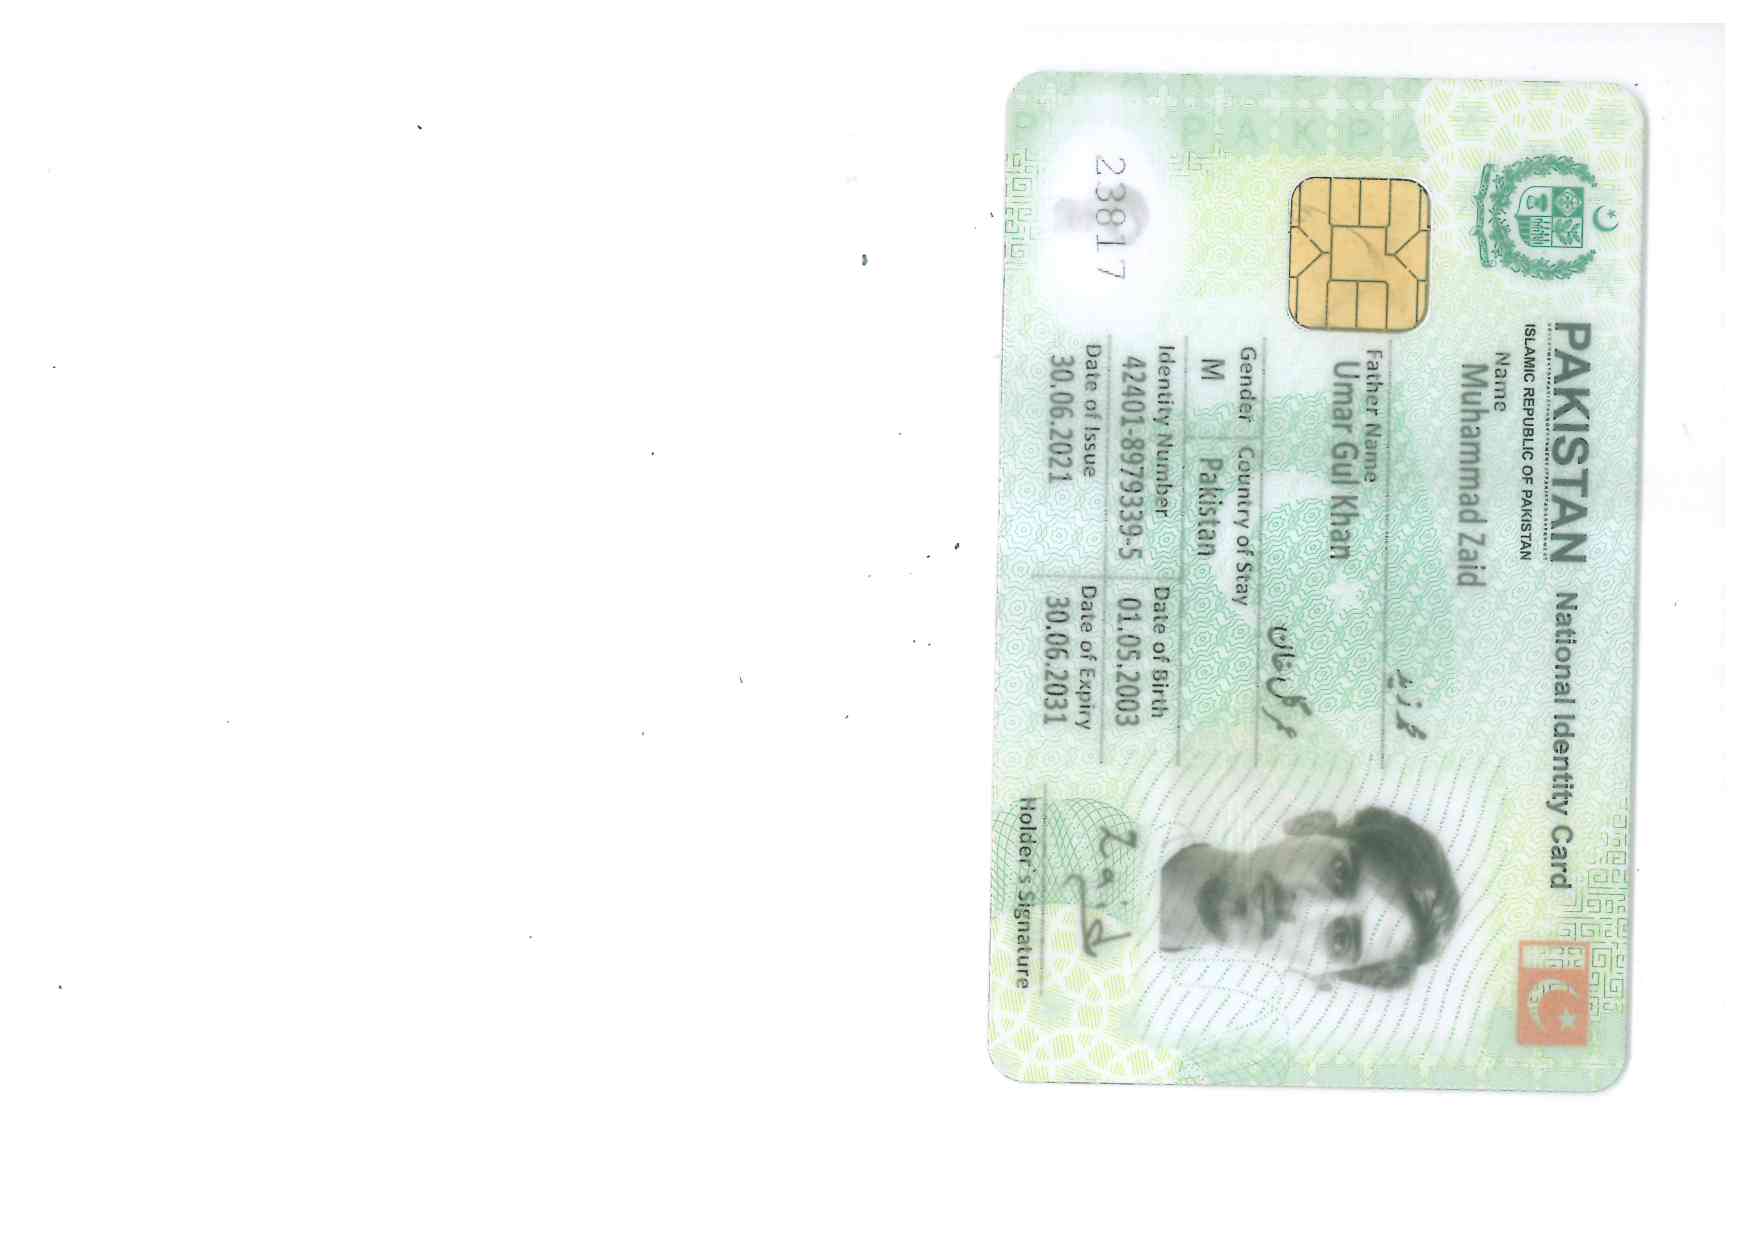 PAKISTAN National Identity Card
ISLAMIC REPUBLIC OF PAKISTAN
Name
Muhammad Zaid
محمد زید
Father Name
Umar Gul Khan
عمر گل خان
Gender Country of Stay
M Pakistan
Identity Number Date of Birth
42401-8979339-5 01.05.2003
Date of Issue Date of Expiry
30.06.2021 30.06.2031
23817
Zaid
Holder's Signature